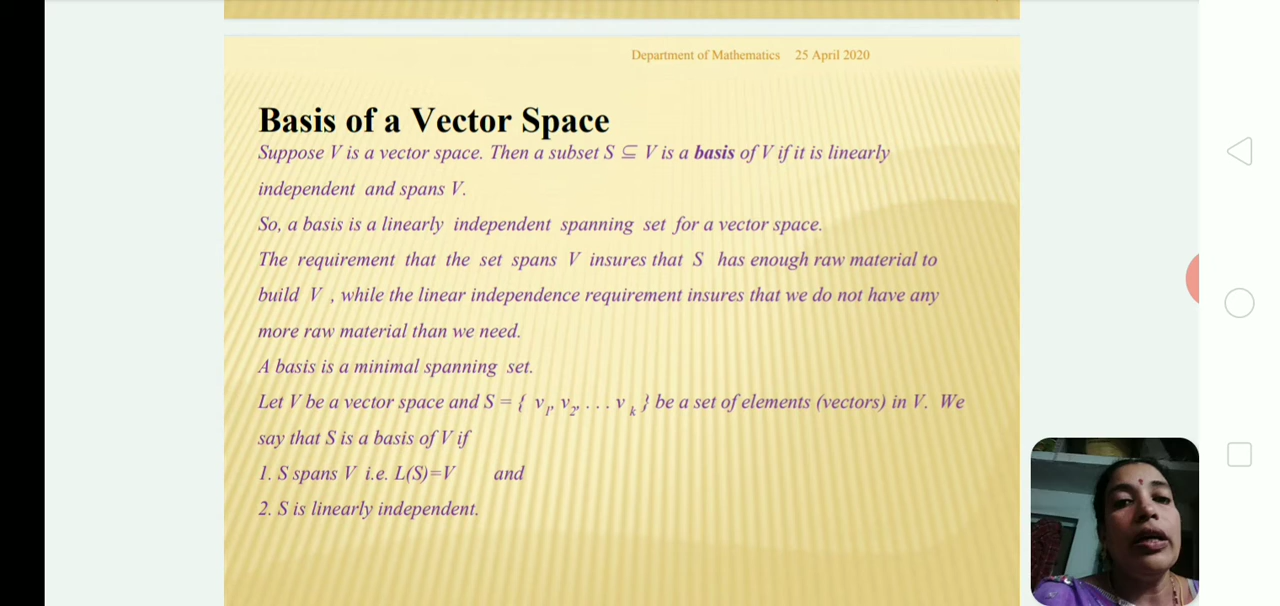 Department of Mathematics 25 April 2020
Basis of a Vector Space
Suppose V is a vector space. Then a subset S ⊆ V is a basis of V if it is linearly
independent and spans V.
So, a basis is a linearly independent spanning set for a vector space.
The requirement that the set spans V insures that S has enough raw material to
build V , while the linear independence requirement insures that we do not have any
more raw material than we need.
A basis is a minimal spanning set.
Let V be a vector space and S = { v₁, v₂, . . . v ₖ } be a set of elements (vectors) in V. We
say that S is a basis of V if
1. S spans V i.e. L(S)=V and
2. S is linearly independent.